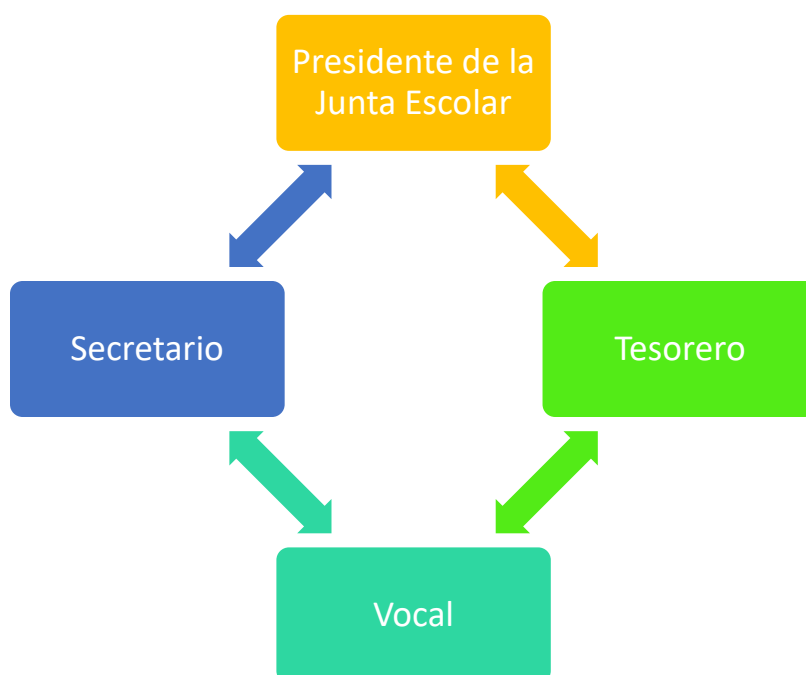 Presidente de la
Junta Escolar
Secretario
Tesorero
Vocal